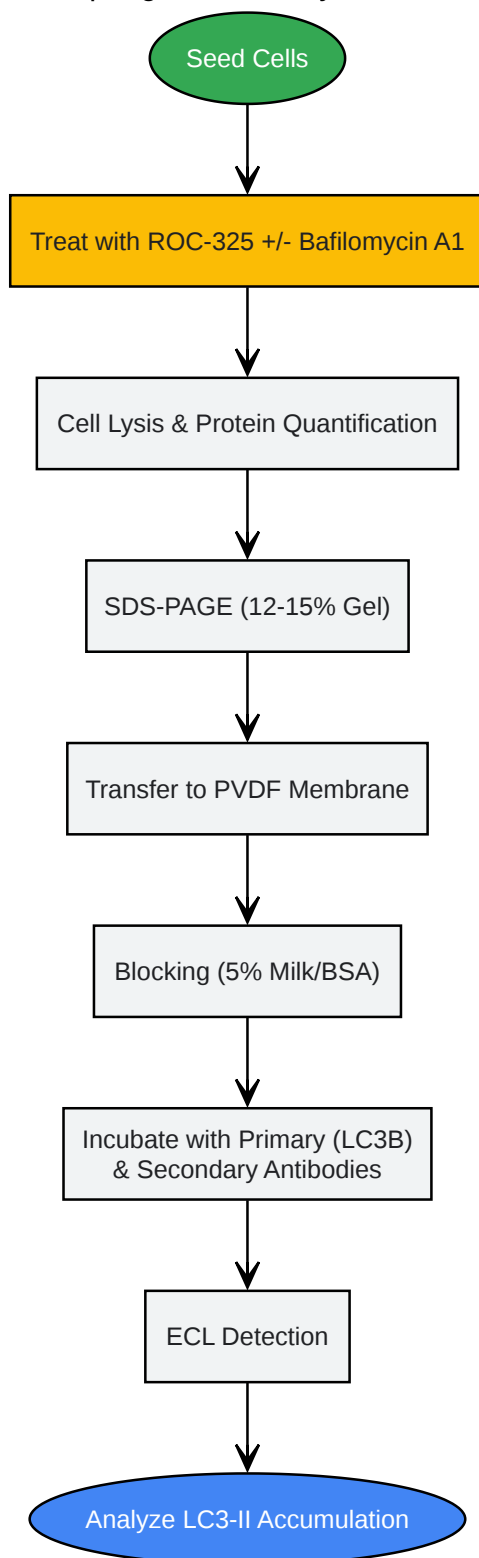 Seed Cells
Treat with ROC-325 +/- Bafilomycin A1
Cell Lysis & Protein Quantification
SDS-PAGE (12-15% Gel)
Transfer to PVDF Membrane
Blocking (5% Milk/BSA)
Incubate with Primary (LC3B)
& Secondary Antibodies
ECL Detection
Analyze LC3-II Accumulation